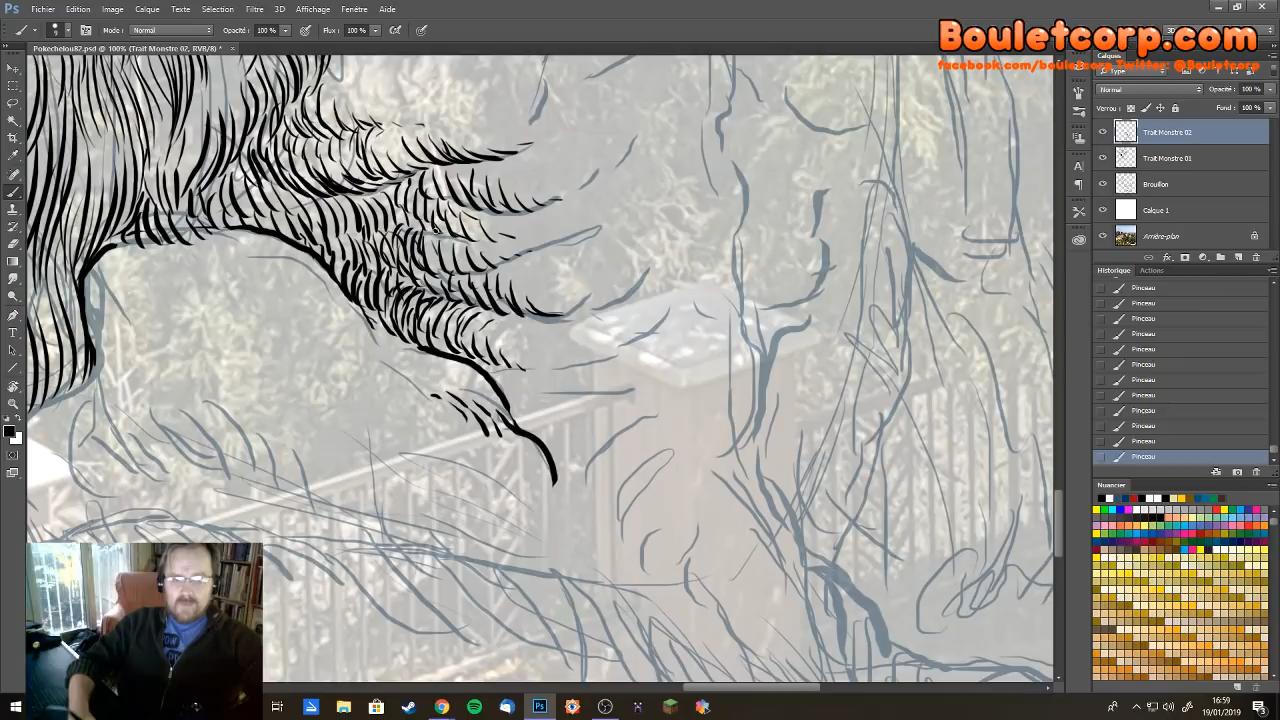 Ps Fichier Edition Image Calque Texte Sélection Filtre 3D Affichage Fenêtre Aide
Mode : Normal Opacité : 100 % Flux : 100 %
Bouletcorp.com
facebook.com/bouletcorp Twitter: @Bouletcorp
Pokechelou82.psd @ 100% (Trait Monstre 02, RVB/8) *
Calques
Type
Normal Opacité : 100 %
Verrou : Fond : 100 %
Trait Monstre 02
Trait Monstre 01
Brouillon
Calque 1
Arrière-plan
Historique Actions
Pinceau
Pinceau
Pinceau
Pinceau
Pinceau
Pinceau
Pinceau
Pinceau
Pinceau
Pinceau
Pinceau
Pinceau
Nuancier
16:59
19/01/2019